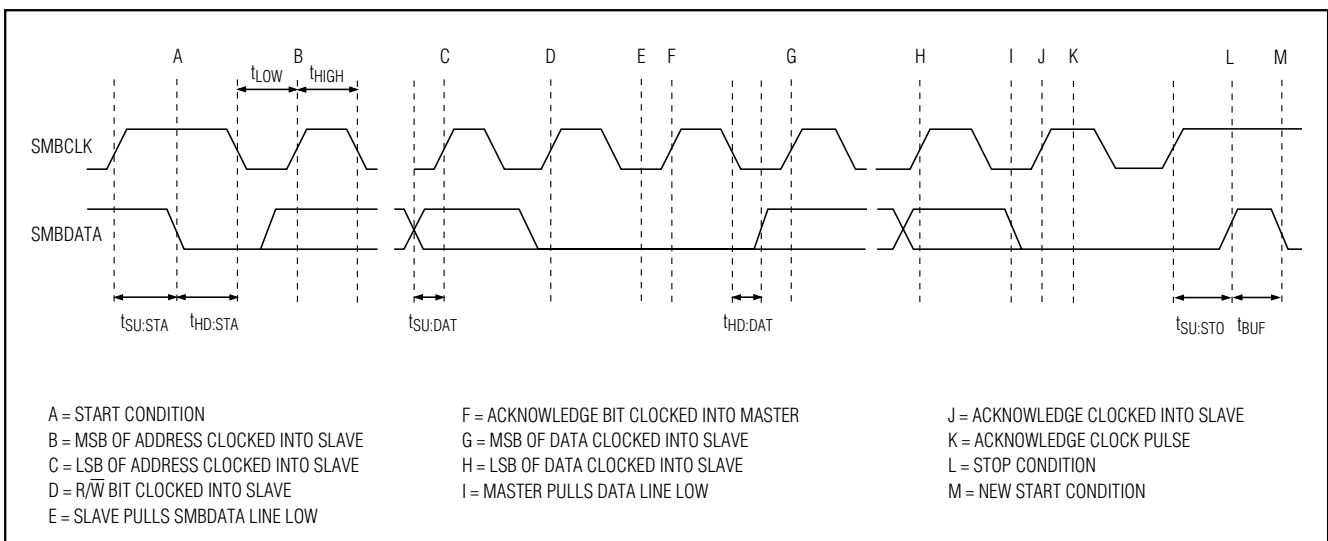 A B C D E F G H I J K L M
tLOW tHIGH
SMBCLK
SMBDATA
tSU:STA tHD:STA tSU:DAT tHD:DAT tSU:STO tBUF
A = START CONDITION
B = MSB OF ADDRESS CLOCKED INTO SLAVE
C = LSB OF ADDRESS CLOCKED INTO SLAVE
D = R/W̅ BIT CLOCKED INTO SLAVE
E = SLAVE PULLS SMBDATA LINE LOW
F = ACKNOWLEDGE BIT CLOCKED INTO MASTER
G = MSB OF DATA CLOCKED INTO SLAVE
H = LSB OF DATA CLOCKED INTO SLAVE
I = MASTER PULLS DATA LINE LOW
J = ACKNOWLEDGE CLOCKED INTO SLAVE
K = ACKNOWLEDGE CLOCK PULSE
L = STOP CONDITION
M = NEW START CONDITION